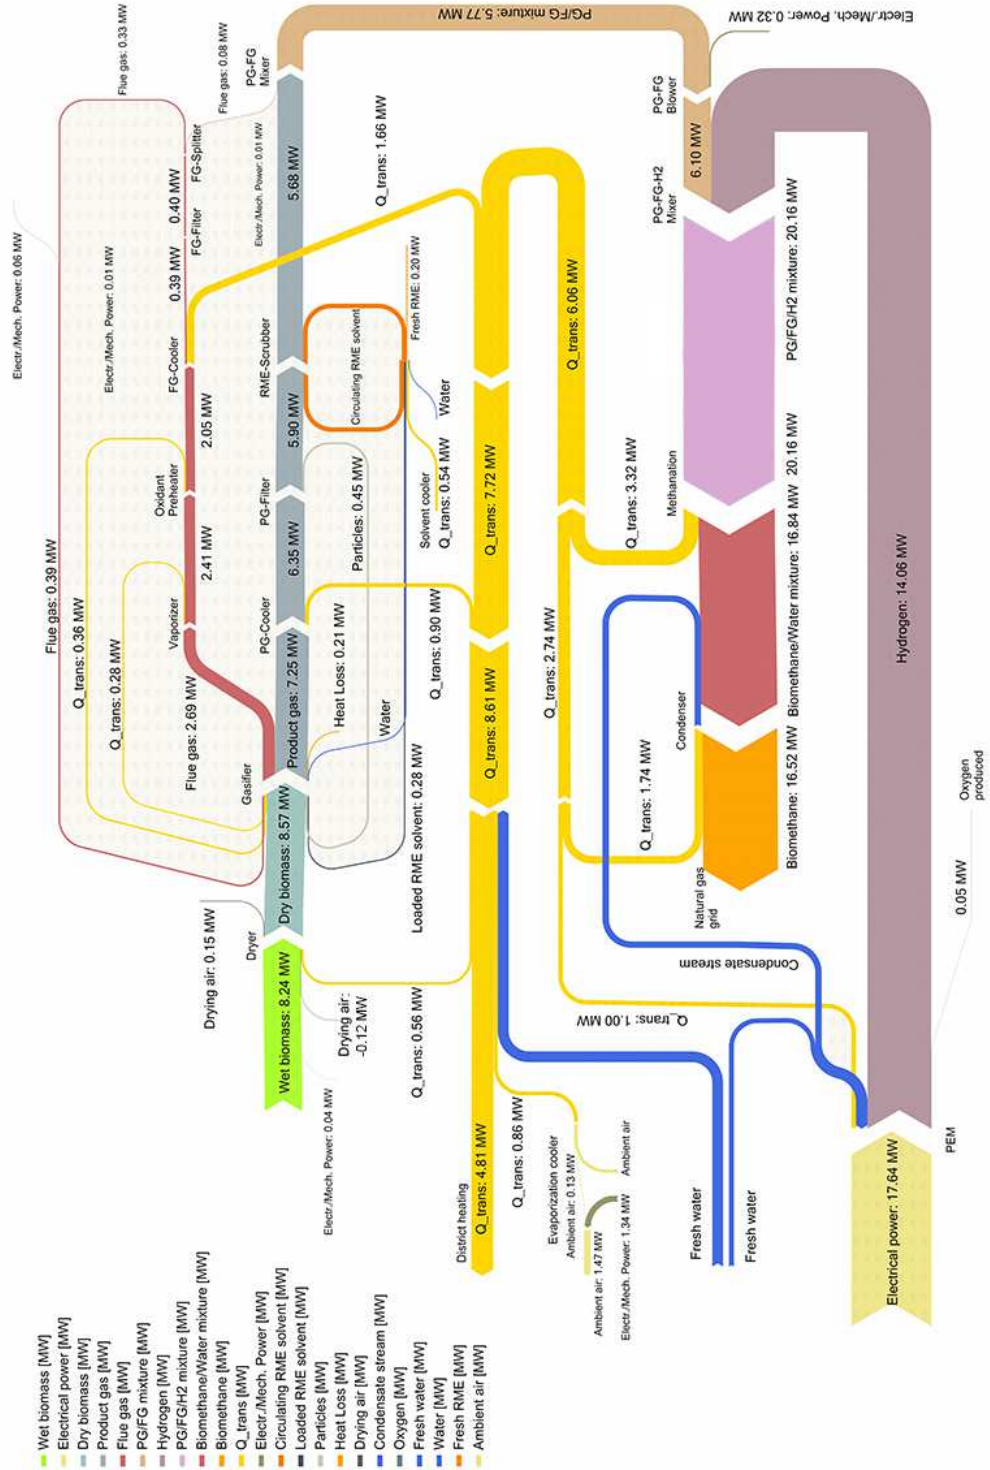 Wet biomass [MW]
Electrical power [MW]
Dry biomass [MW]
Product gas [MW]
Flue gas [MW]
PG/FG mixture [MW]
Hydrogen [MW]
PG/FG/H2 mixture [MW]
Biomethane/Water mixture [MW]
Biomethane [MW]
Q_trans [MW]
Electr./Mech. Power [MW]
Circulating RME solvent [MW]
Loaded RME solvent [MW]
Particles [MW]
Heat Loss [MW]
Drying air [MW]
Condensate stream [MW]
Oxygen [MW]
Fresh water [MW]
Water [MW]
Fresh RME [MW]
Ambient air [MW]
Electr./Mech. Power: 0.06 MW
Flue gas: 0.39 MW
Flue gas: 0.33 MW
Q_trans: 0.36 MW
Electr./Mech. Power: 0.01 MW
Q_trans: 0.28 MW
Vaporizer
Oxidant
Preheater
FG-Cooler
FG-Filter
FG-Splitter
Flue gas: 2.69 MW
2.41 MW
2.05 MW
0.39 MW
0.40 MW
Flue gas: 0.08 MW
Drying air: 0.15 MW
Dryer
Gasifier
PG-Cooler
PG-Filter
RME-Scrubber
Electr./Mech. Power: 0.01 MW
PG-FG
Mixer
Wet biomass: 8.24 MW
Dry biomass: 8.57 MW
Product gas: 7.25 MW
6.35 MW
5.90 MW
5.68 MW
PG/FG mixture: 5.77 MW
Electr./Mech. Power: 0.04 MW
Drying air:
-0.12 MW
Heat Loss: 0.21 MW
Particles: 0.45 MW
Circulating RME solvent
Q_trans: 1.66 MW
Water
Fresh RME: 0.20 MW
Q_trans: 0.56 MW
Loaded RME solvent: 0.28 MW
Q_trans: 0.90 MW
Solvent cooler
Q_trans: 0.54 MW
Water
District heating
Q_trans: 4.81 MW
Q_trans: 8.61 MW
Q_trans: 7.72 MW
Q_trans: 0.86 MW
Evaporization cooler
Ambient air: 0.13 MW
Ambient air: 1.47 MW
Electr./Mech. Power: 1.34 MW
Ambient air
Q_trans: 2.74 MW
Q_trans: 6.06 MW
Q_trans: 1.00 MW
Q_trans: 1.74 MW
Q_trans: 3.32 MW
Condenser
Methanation
PG-FG-H2
Mixer
PG-FG
Blower
6.10 MW
Electr./Mech. Power: 0.32 MW
Fresh water
Fresh water
Condensate stream
Natural gas
grid
Biomethane: 16.52 MW
Biomethane/Water mixture: 16.84 MW
20.16 MW
PG/FG/H2 mixture: 20.16 MW
Electrical power: 17.64 MW
Hydrogen: 14.06 MW
PEM
0.05 MW
Oxygen
produced